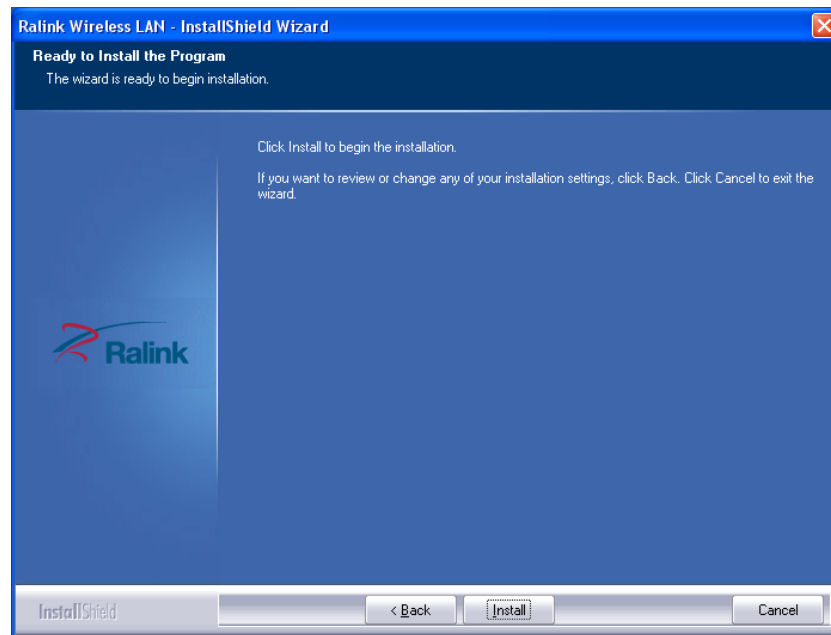 Ralink Wireless LAN - InstallShield Wizard
Ready to Install the Program
The wizard is ready to begin installation.
Click Install to begin the installation.
If you want to review or change any of your installation settings, click Back. Click Cancel to exit the
wizard.
Ralink
InstallShield
< Back
Install
Cancel